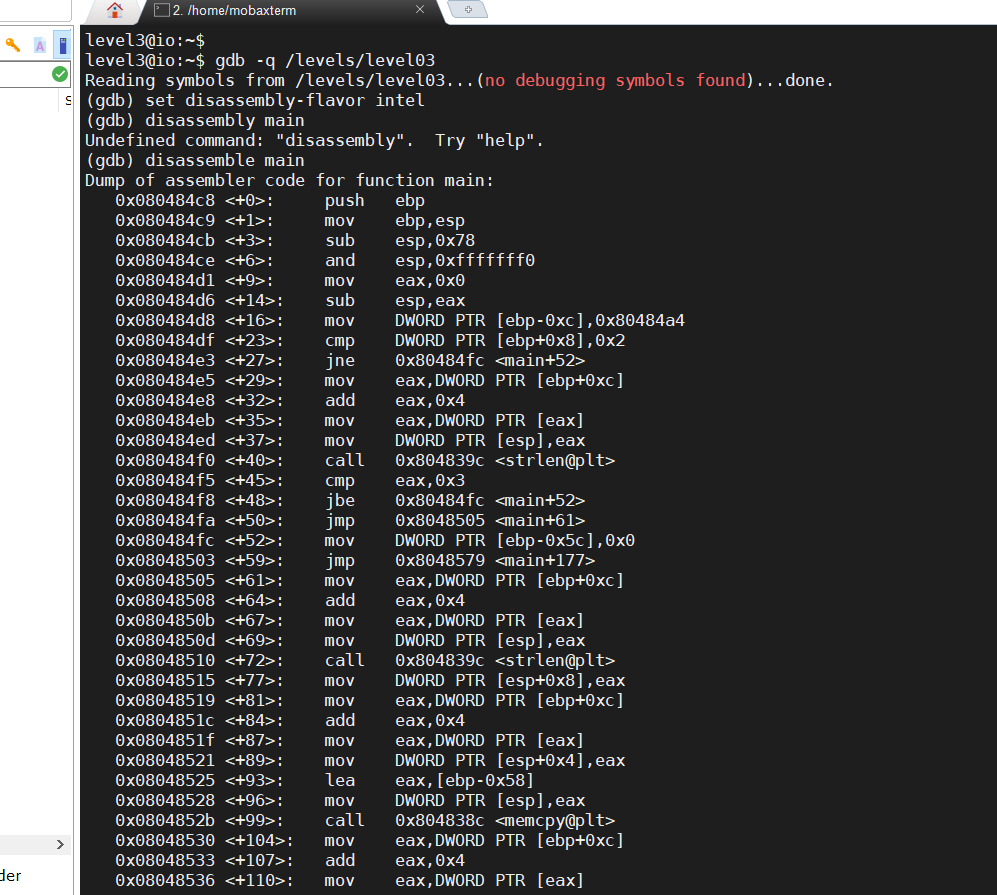 2. /home/mobaxterm
A
S
der
level3@io:~$
level3@io:~$ gdb -q /levels/level03
Reading symbols from /levels/level03...(no debugging symbols found)...done.
(gdb) set disassembly-flavor intel
(gdb) disassembly main
Undefined command: "disassembly".  Try "help".
(gdb) disassemble main
Dump of assembler code for function main:
   0x080484c8 <+0>:     push   ebp
   0x080484c9 <+1>:     mov    ebp,esp
   0x080484cb <+3>:     sub    esp,0x78
   0x080484ce <+6>:     and    esp,0xfffffff0
   0x080484d1 <+9>:     mov    eax,0x0
   0x080484d6 <+14>:    sub    esp,eax
   0x080484d8 <+16>:    mov    DWORD PTR [ebp-0xc],0x80484a4
   0x080484df <+23>:    cmp    DWORD PTR [ebp+0x8],0x2
   0x080484e3 <+27>:    jne    0x80484fc <main+52>
   0x080484e5 <+29>:    mov    eax,DWORD PTR [ebp+0xc]
   0x080484e8 <+32>:    add    eax,0x4
   0x080484eb <+35>:    mov    eax,DWORD PTR [eax]
   0x080484ed <+37>:    mov    DWORD PTR [esp],eax
   0x080484f0 <+40>:    call   0x804839c <strlen@plt>
   0x080484f5 <+45>:    cmp    eax,0x3
   0x080484f8 <+48>:    jbe    0x80484fc <main+52>
   0x080484fa <+50>:    jmp    0x8048505 <main+61>
   0x080484fc <+52>:    mov    DWORD PTR [ebp-0x5c],0x0
   0x08048503 <+59>:    jmp    0x8048579 <main+177>
   0x08048505 <+61>:    mov    eax,DWORD PTR [ebp+0xc]
   0x08048508 <+64>:    add    eax,0x4
   0x0804850b <+67>:    mov    eax,DWORD PTR [eax]
   0x0804850d <+69>:    mov    DWORD PTR [esp],eax
   0x08048510 <+72>:    call   0x804839c <strlen@plt>
   0x08048515 <+77>:    mov    DWORD PTR [esp+0x8],eax
   0x08048519 <+81>:    mov    eax,DWORD PTR [ebp+0xc]
   0x0804851c <+84>:    add    eax,0x4
   0x0804851f <+87>:    mov    eax,DWORD PTR [eax]
   0x08048521 <+89>:    mov    DWORD PTR [esp+0x4],eax
   0x08048525 <+93>:    lea    eax,[ebp-0x58]
   0x08048528 <+96>:    mov    DWORD PTR [esp],eax
   0x0804852b <+99>:    call   0x804838c <memcpy@plt>
   0x08048530 <+104>:   mov    eax,DWORD PTR [ebp+0xc]
   0x08048533 <+107>:   add    eax,0x4
   0x08048536 <+110>:   mov    eax,DWORD PTR [eax]